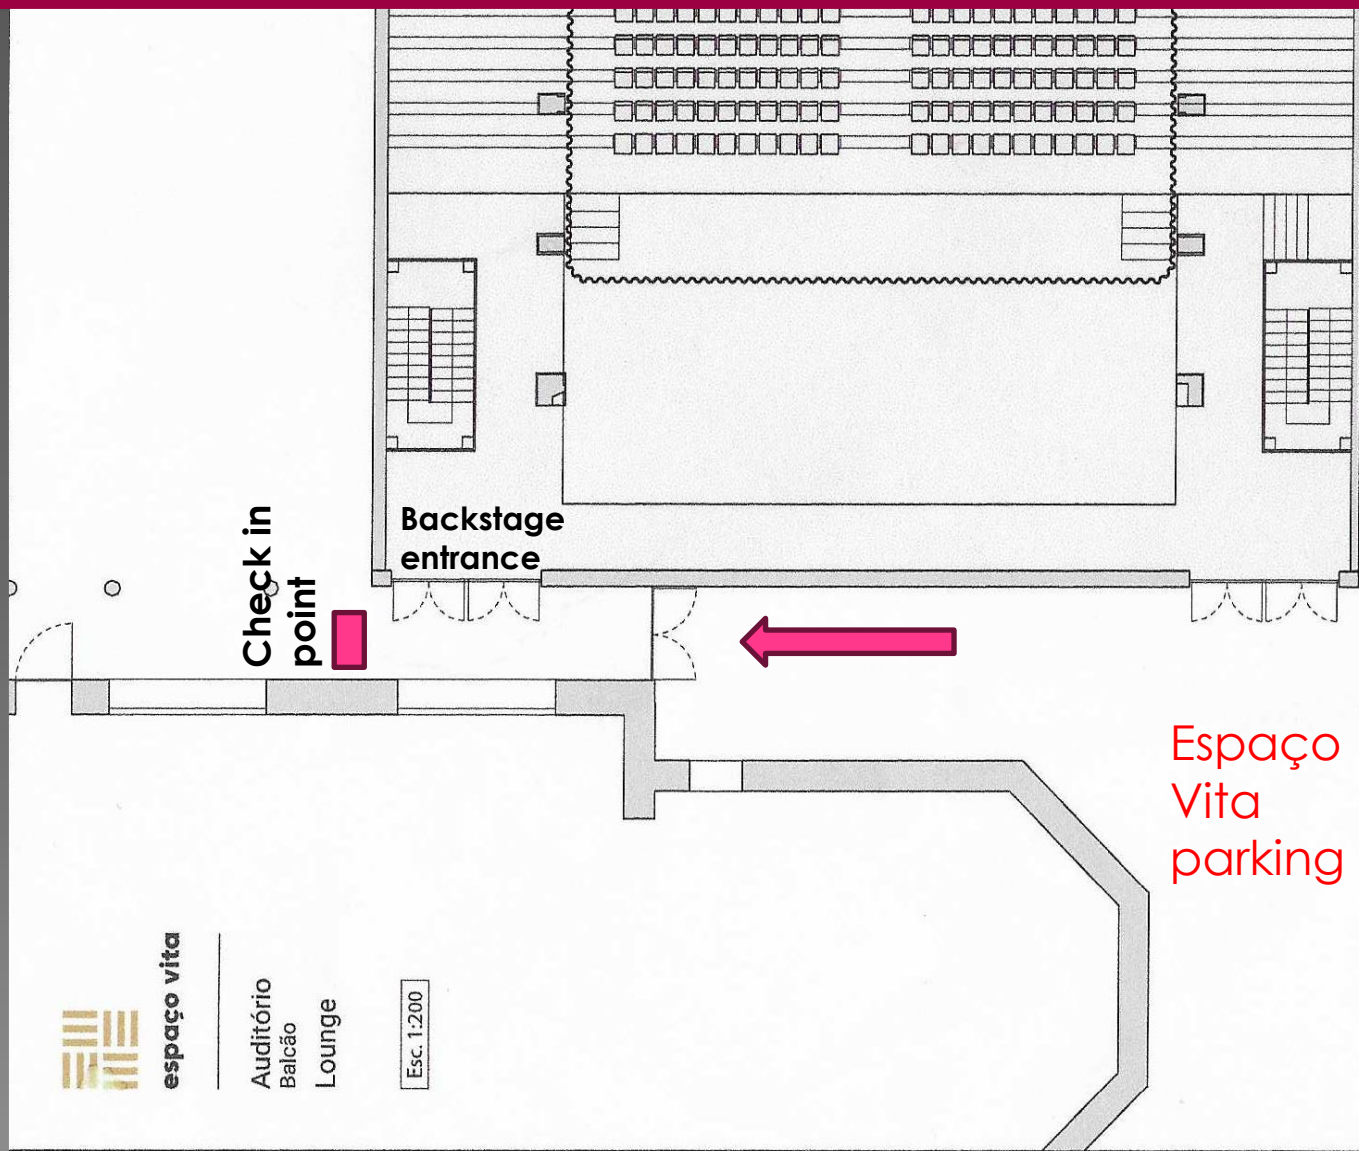 Backstage
entrance
Check in
point
Espaço
Vita
parking
espaço vita
Auditório
Balcão
Lounge
Esc. 1:200